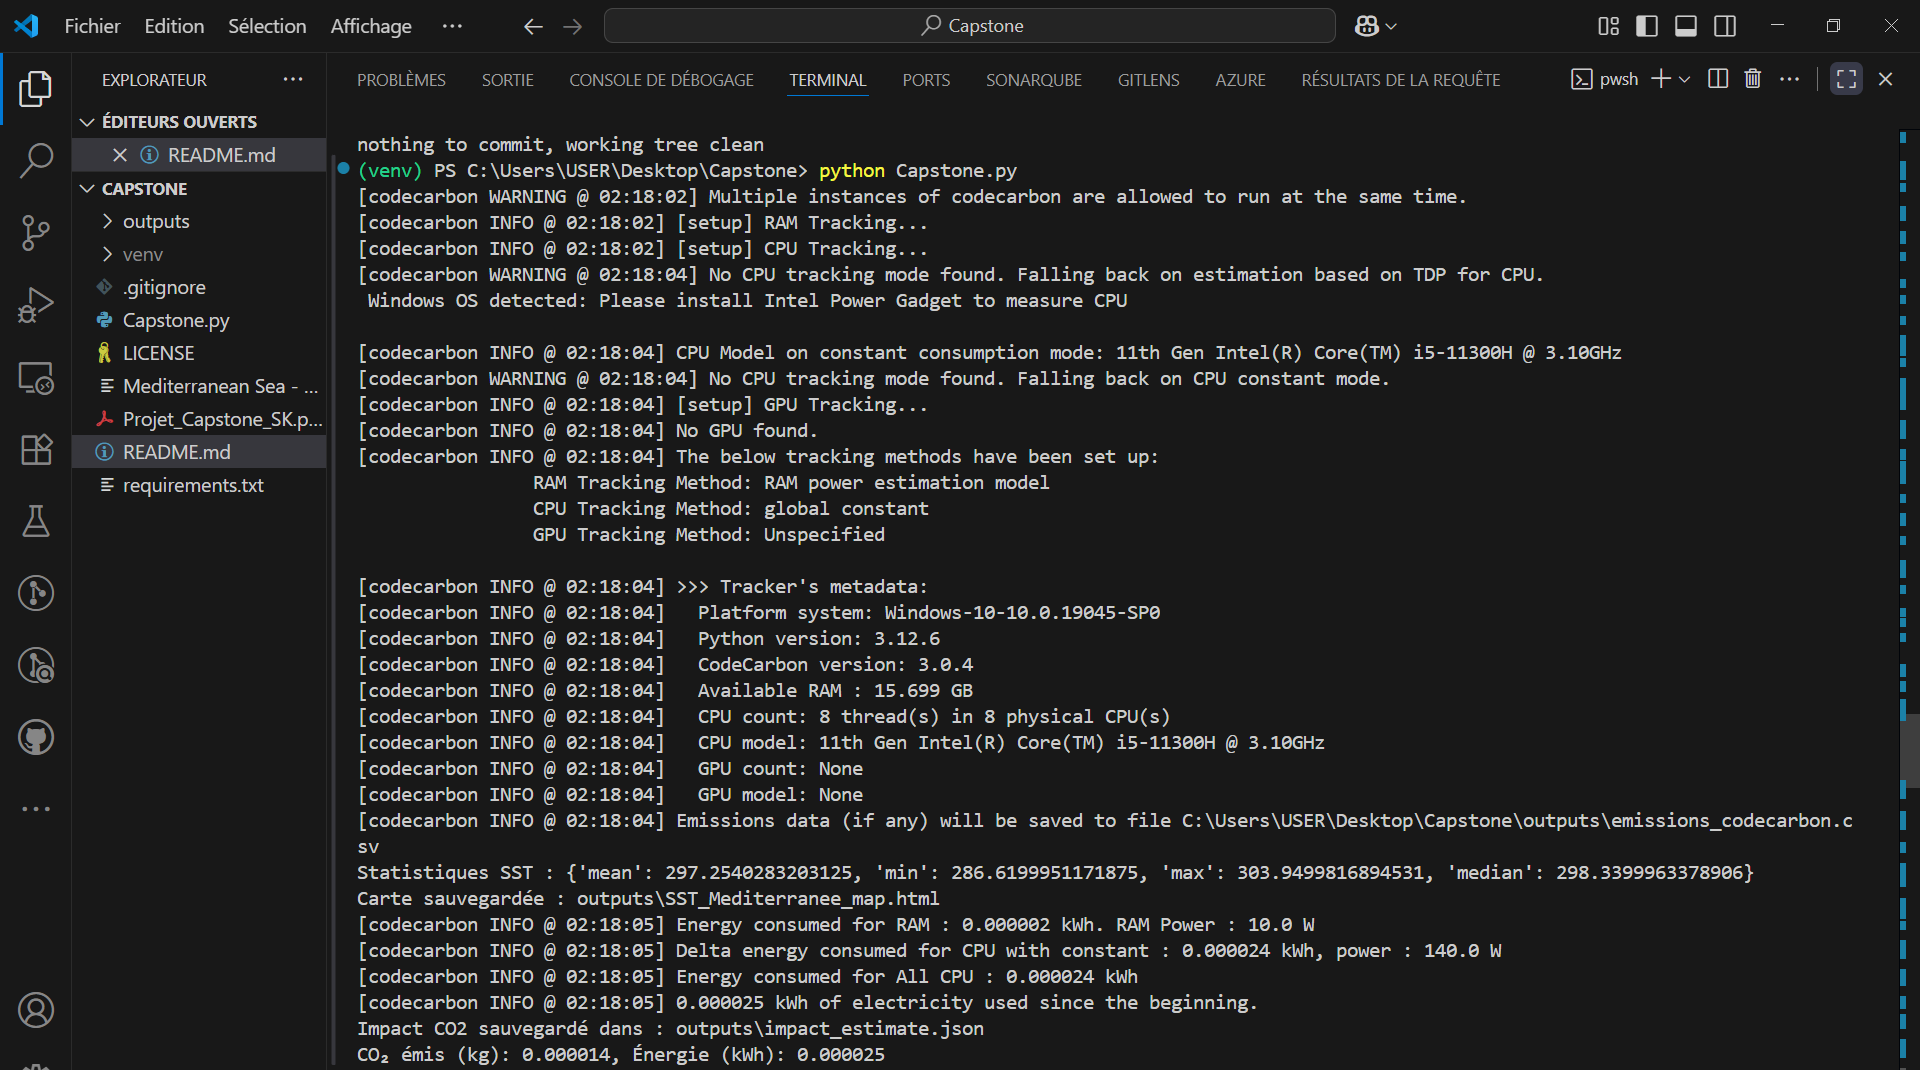 Fichier Edition Sélection Affichage ··· Capstone
EXPLORATEUR ···
ÉDITEURS OUVERTS
README.md
CAPSTONE
outputs
venv
.gitignore
Capstone.py
LICENSE
Mediterranean Sea - ...
Projet_Capstone_SK.p...
README.md
requirements.txt
PROBLÈMES SORTIE CONSOLE DE DÉBOGAGE TERMINAL PORTS SONARQUBE GITLENS AZURE RÉSULTATS DE LA REQUÊTE pwsh
nothing to commit, working tree clean
(venv) PS C:\Users\USER\Desktop\Capstone> python Capstone.py
[codecarbon WARNING @ 02:18:02] Multiple instances of codecarbon are allowed to run at the same time.
[codecarbon INFO @ 02:18:02] [setup] RAM Tracking...
[codecarbon INFO @ 02:18:02] [setup] CPU Tracking...
[codecarbon WARNING @ 02:18:04] No CPU tracking mode found. Falling back on estimation based on TDP for CPU.
Windows OS detected: Please install Intel Power Gadget to measure CPU
[codecarbon INFO @ 02:18:04] CPU Model on constant consumption mode: 11th Gen Intel(R) Core(TM) i5-11300H @ 3.10GHz
[codecarbon WARNING @ 02:18:04] No CPU tracking mode found. Falling back on CPU constant mode.
[codecarbon INFO @ 02:18:04] [setup] GPU Tracking...
[codecarbon INFO @ 02:18:04] No GPU found.
[codecarbon INFO @ 02:18:04] The below tracking methods have been set up:
RAM Tracking Method: RAM power estimation model
CPU Tracking Method: global constant
GPU Tracking Method: Unspecified
[codecarbon INFO @ 02:18:04] >>> Tracker's metadata:
[codecarbon INFO @ 02:18:04] Platform system: Windows-10-10.0.19045-SP0
[codecarbon INFO @ 02:18:04] Python version: 3.12.6
[codecarbon INFO @ 02:18:04] CodeCarbon version: 3.0.4
[codecarbon INFO @ 02:18:04] Available RAM : 15.699 GB
[codecarbon INFO @ 02:18:04] CPU count: 8 thread(s) in 8 physical CPU(s)
[codecarbon INFO @ 02:18:04] CPU model: 11th Gen Intel(R) Core(TM) i5-11300H @ 3.10GHz
[codecarbon INFO @ 02:18:04] GPU count: None
[codecarbon INFO @ 02:18:04] GPU model: None
[codecarbon INFO @ 02:18:04] Emissions data (if any) will be saved to file C:\Users\USER\Desktop\Capstone\outputs\emissions_codecarbon.c
sv
Statistiques SST : {'mean': 297.2540283203125, 'min': 286.6199951171875, 'max': 303.9499816894531, 'median': 298.3399963378906}
Carte sauvegardée : outputs\SST_Mediterranee_map.html
[codecarbon INFO @ 02:18:05] Energy consumed for RAM : 0.000002 kWh. RAM Power : 10.0 W
[codecarbon INFO @ 02:18:05] Delta energy consumed for CPU with constant : 0.000024 kWh, power : 140.0 W
[codecarbon INFO @ 02:18:05] Energy consumed for All CPU : 0.000024 kWh
[codecarbon INFO @ 02:18:05] 0.000025 kWh of electricity used since the beginning.
Impact CO2 sauvegardé dans : outputs\impact_estimate.json
CO₂ émis (kg): 0.000014, Énergie (kWh): 0.000025